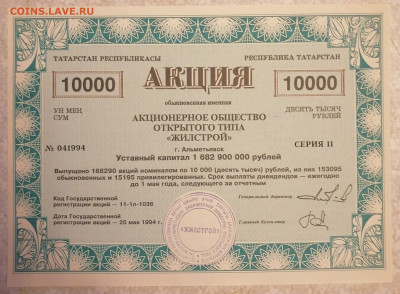 COINS.LAVE.RU
ТАТАРСТАН РЕСПУБЛИКАСЫ
РЕСПУБЛИКА ТАТАРСТАН
10000
АКЦИЯ
10000
обыкновенная именная
УН МЕҢ
СУМ
ДЕСЯТЬ ТЫСЯЧ
РУБЛЕЙ
АКЦИОНЕРНОЕ ОБЩЕСТВО
ОТКРЫТОГО ТИПА
«ЖИЛСТРОЙ»
г. Альметьевск
№ 041994
СЕРИЯ II
Уставный капитал 1 682 900 000 рублей
Выпущено 168290 акций номиналом по 10 000 (десять тысяч) рублей, из них 153095
обыкновенных и 15195 привилегированных. Срок выплаты дивидендов — ежегодно
до 1 мая года, следующего за отчетным
Код Государственной
регистрации акций — 11-1п-1036
Генеральный директор
Дата Государственной
регистрации акций — 25 мая 1994 г.
Главный бухгалтер
«ЖИЛСТРОЙ»